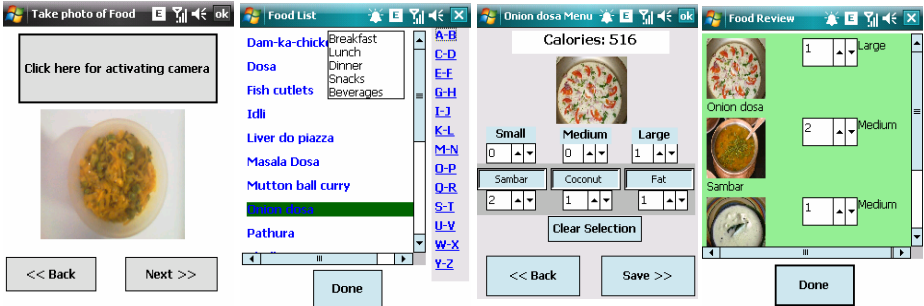 Take photo of Food
E
ok
Click here for activating camera
<< Back
Next >>
Food List
E
Dam-ka-chick
Dosa
Fish cutlets
Idli
Liver do piazza
Masala Dosa
Mutton ball curry
Onion dosa
Pathura
Breakfast
Lunch
Dinner
Snacks
Beverages
A-B
C-D
E-F
G-H
I-J
K-L
M-N
O-P
Q-R
S-T
U-V
W-X
Y-Z
Done
Onion dosa Menu
E
ok
Calories: 516
Small Medium Large
0 0 1
Sambar Coconut Fat
2 1 1
Clear Selection
<< Back
Save >>
Food Review
E
1 Large
Onion dosa
2 Medium
Sambar
1 Medium
Done